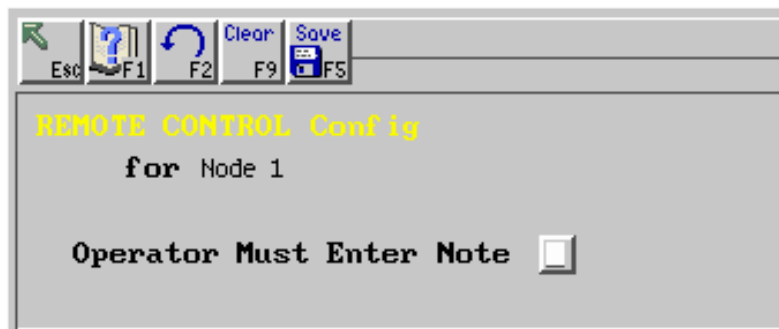 Clear Save
Esc F1 F2 F9 F5
REMOTE CONTROL Config
for Node 1
Operator Must Enter Note